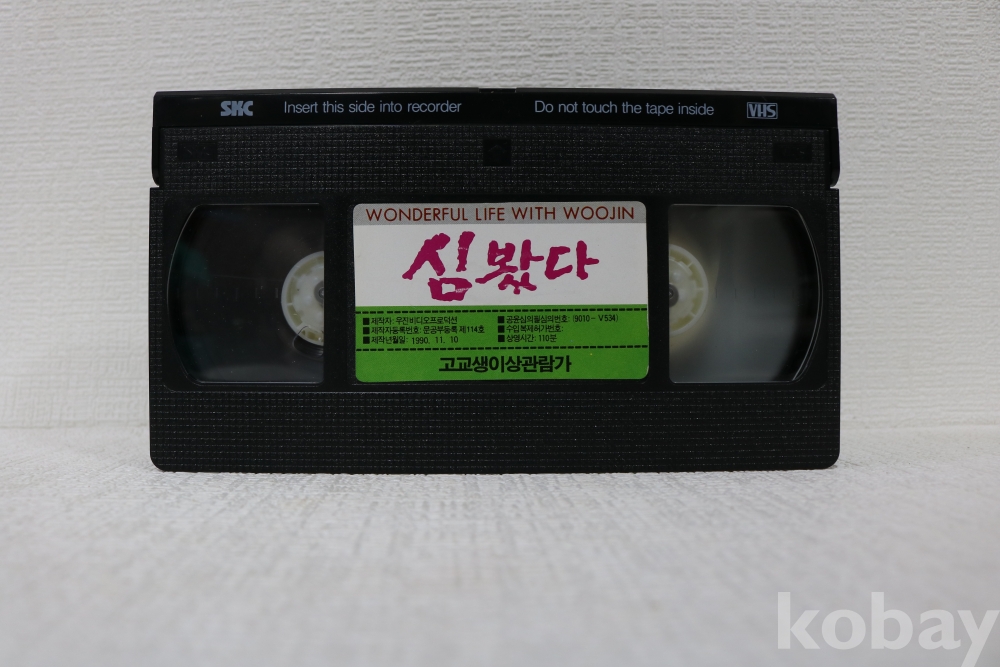 SKC Insert this side into recorder Do not touch the tape inside VHS
WONDERFUL LIFE WITH WOOJIN
심봤다
■제작자: 우진비디오프로덕션 ■공윤심의필심의번호: (9010-V534)
■제작자등록번호: 문공부등록 제114호 ■수입복제허가번호:
■제작년월일: 1990. 11. 10 ■상영시간: 110분
고교생이상관람가
kobay